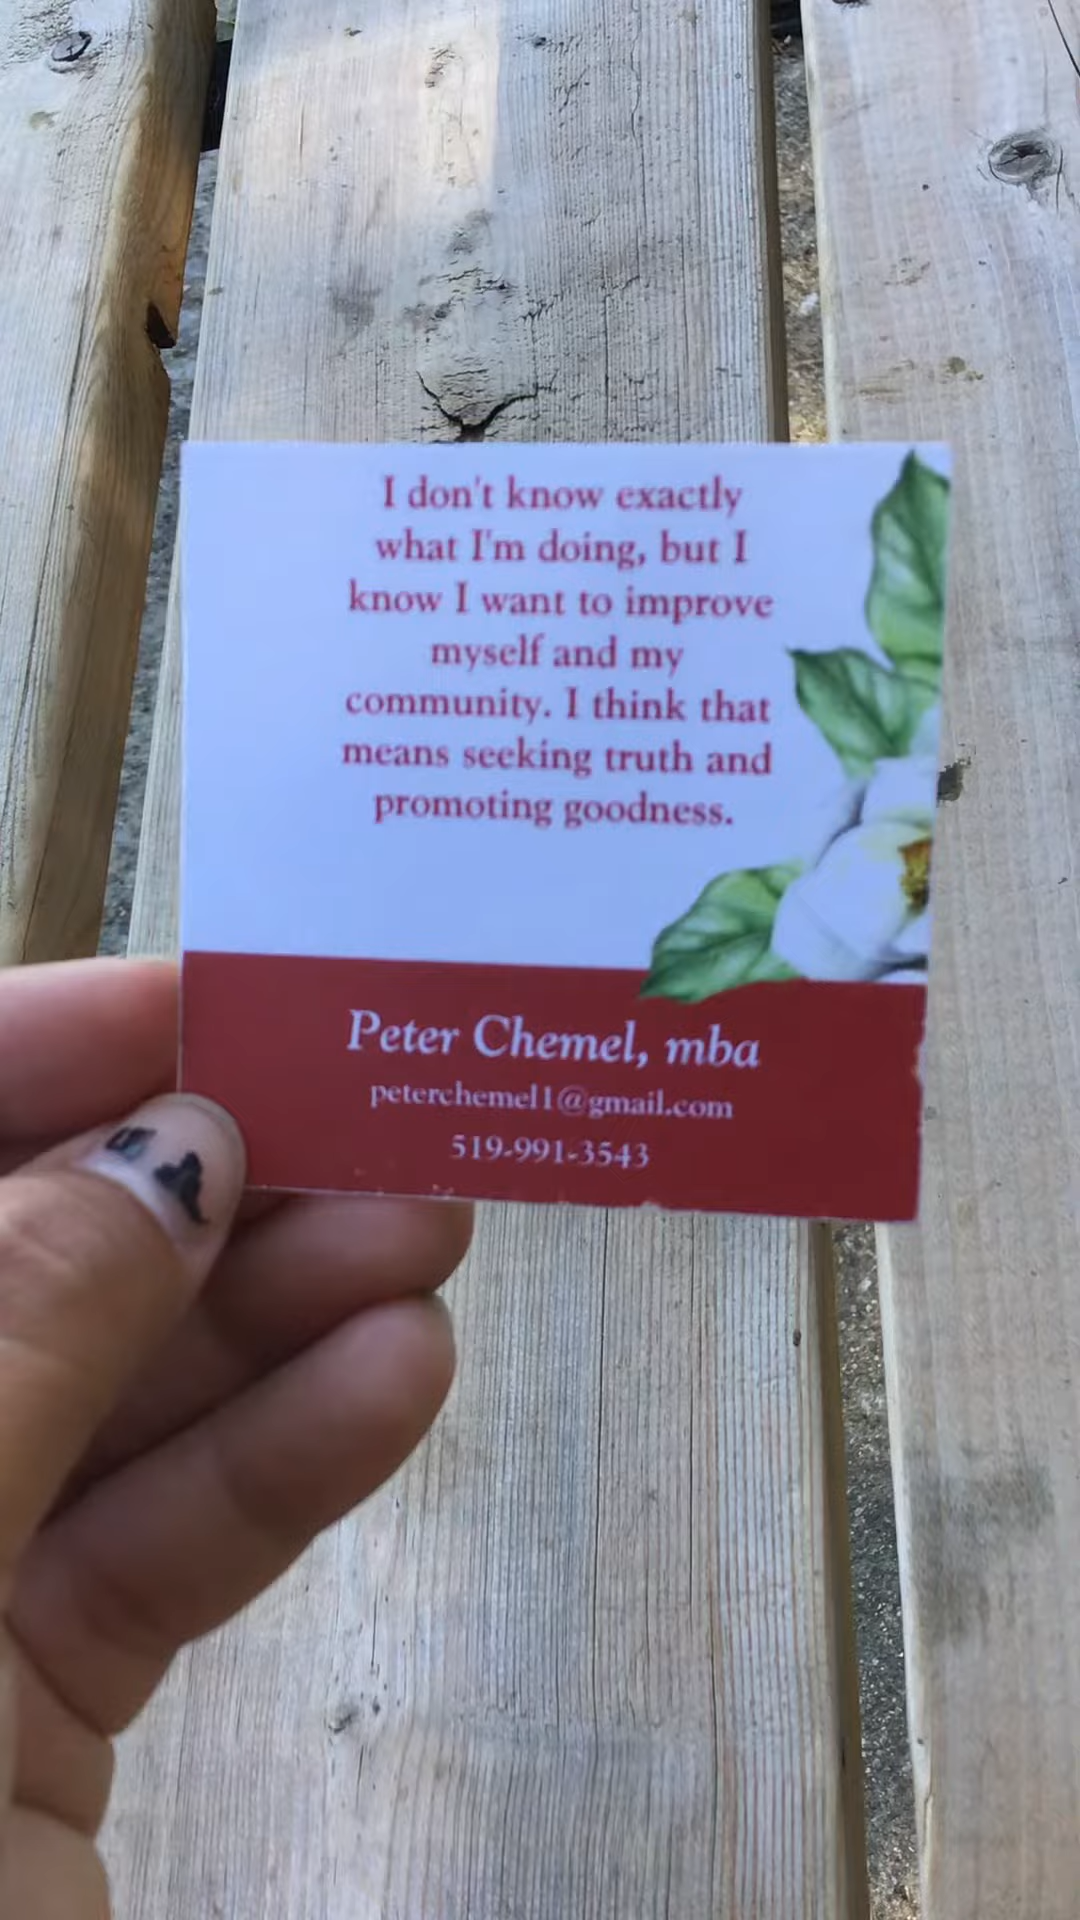 I don't know exactly
what I'm doing, but I
know I want to improve
myself and my
community. I think that
means seeking truth and
promoting goodness.
Peter Chemel, mba
peterchemel1@gmail.com
519-991-3543